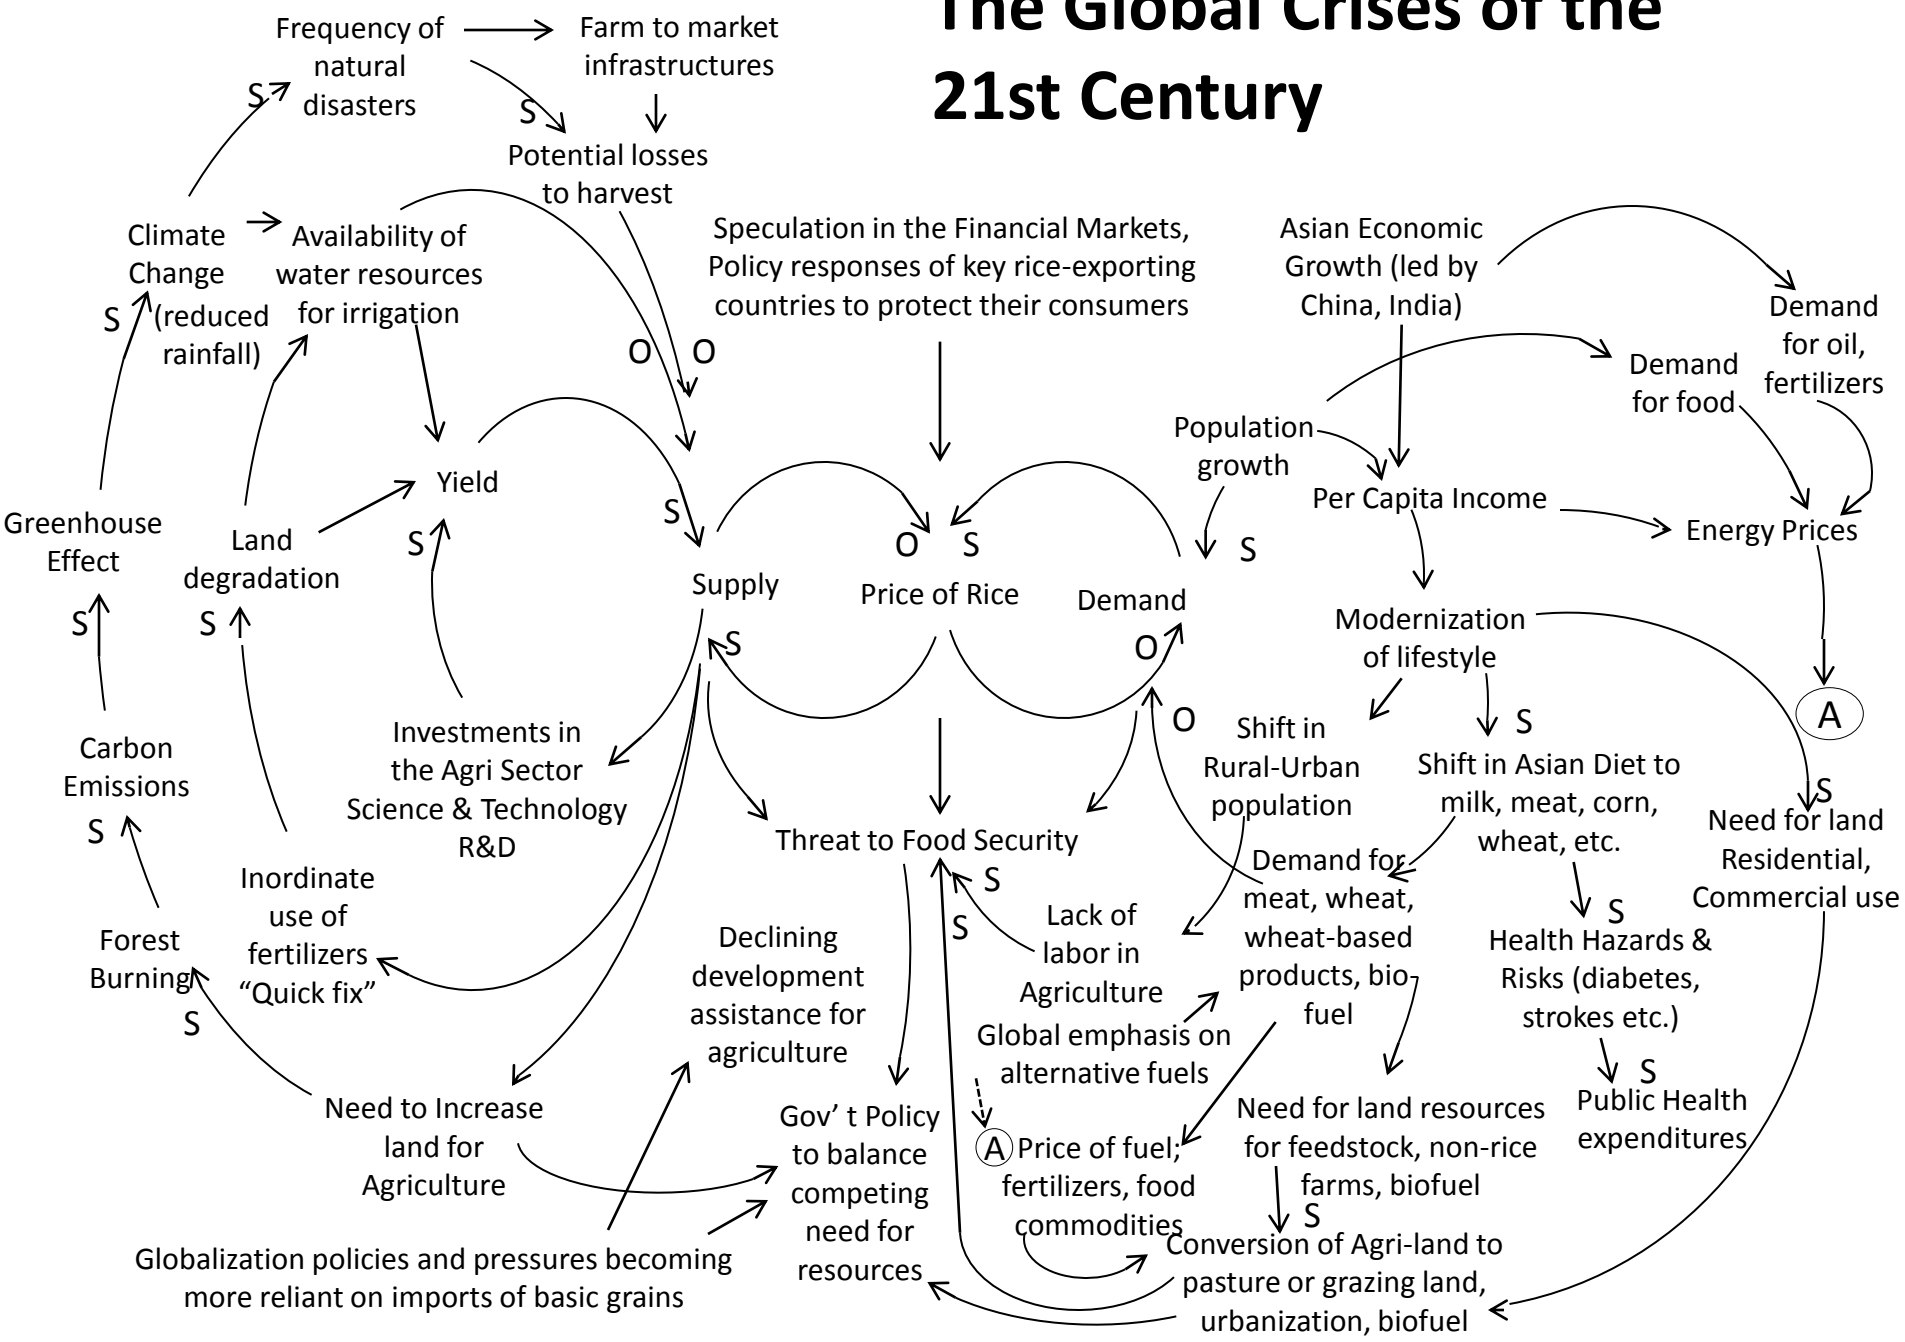 The Global Crises of the
21st Century
Frequency of
natural
disasters
Farm to market
infrastructures
S
S
Potential losses
to harvest
Climate
Change
(reduced
rainfall)
S
Availability of
water resources
for irrigation
Speculation in the Financial Markets,
Policy responses of key rice-exporting
countries to protect their consumers
Asian Economic
Growth (led by
China, India)
Demand
for oil,
fertilizers
Demand
for food
O
O
Population
growth
Yield
Per Capita Income
Energy Prices
S
S
Greenhouse
Effect
Land
degradation
O
S
S
Supply
Price of Rice
Demand
S
S
S
O
Modernization
of lifestyle
A
Carbon
Emissions
S
Investments in
the Agri Sector
Science & Technology
R&D
O
Shift in
Rural-Urban
population
S
Shift in Asian Diet to
milk, meat, corn,
wheat, etc.
S
Need for land
Residential,
Commercial use
Threat to Food Security
S
S
Inordinate
use of
fertilizers
“Quick fix”
Forest
Burning
S
Declining
development
assistance for
agriculture
Lack of
labor in
Agriculture
Demand for
meat, wheat,
wheat-based
products, bio-
fuel
S
Health Hazards &
Risks (diabetes,
strokes etc.)
Global emphasis on
alternative fuels
S
Public Health
expenditures
Need to Increase
land for
Agriculture
Gov’ t Policy
to balance
competing
need for
resources
A
Price of fuel;
fertilizers, food
commodities
Need for land resources
for feedstock, non-rice
farms, biofuel
S
Conversion of Agri-land to
pasture or grazing land,
urbanization, biofuel
Globalization policies and pressures becoming
more reliant on imports of basic grains